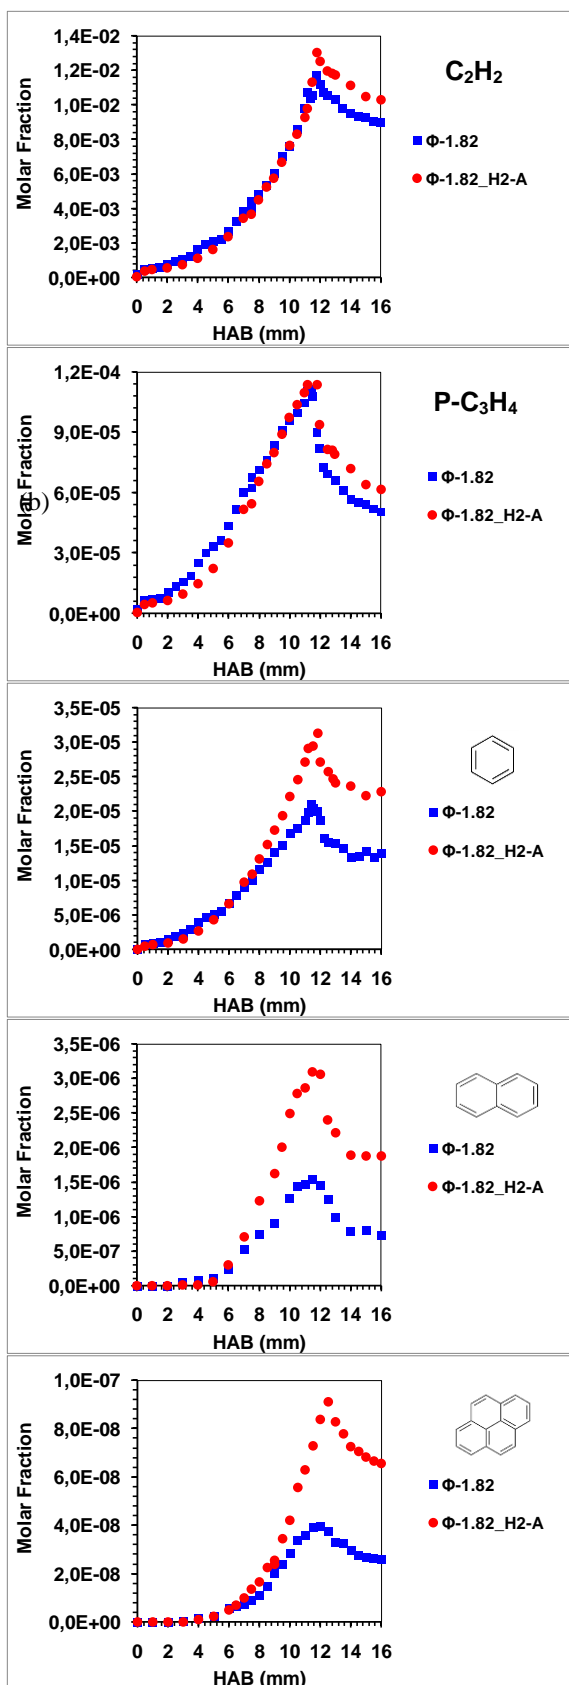 1,4E-02
1,2E-02
1,0E-02
8,0E-03
6,0E-03
4,0E-03
2,0E-03
0,0E+00
Molar Fraction
0 2 4 6 8 10 12 14 16
HAB (mm)
C₂H₂
Φ-1.82
Φ-1.82_H2-A
1,2E-04
9,0E-05
6,0E-05
3,0E-05
0,0E+00
Molar Fraction
b)
0 2 4 6 8 10 12 14 16
HAB (mm)
P-C₃H₄
Φ-1.82
Φ-1.82_H2-A
3,5E-05
3,0E-05
2,5E-05
2,0E-05
1,5E-05
1,0E-05
5,0E-06
0,0E+00
Molar Fraction
0 2 4 6 8 10 12 14 16
HAB (mm)
Φ-1.82
Φ-1.82_H2-A
3,5E-06
3,0E-06
2,5E-06
2,0E-06
1,5E-06
1,0E-06
5,0E-07
0,0E+00
Molar Fraction
0 2 4 6 8 10 12 14 16
HAB (mm)
Φ-1.82
Φ-1.82_H2-A
1,0E-07
8,0E-08
6,0E-08
4,0E-08
2,0E-08
0,0E+00
Molar Fraction
0 2 4 6 8 10 12 14 16
HAB (mm)
Φ-1.82
Φ-1.82_H2-A